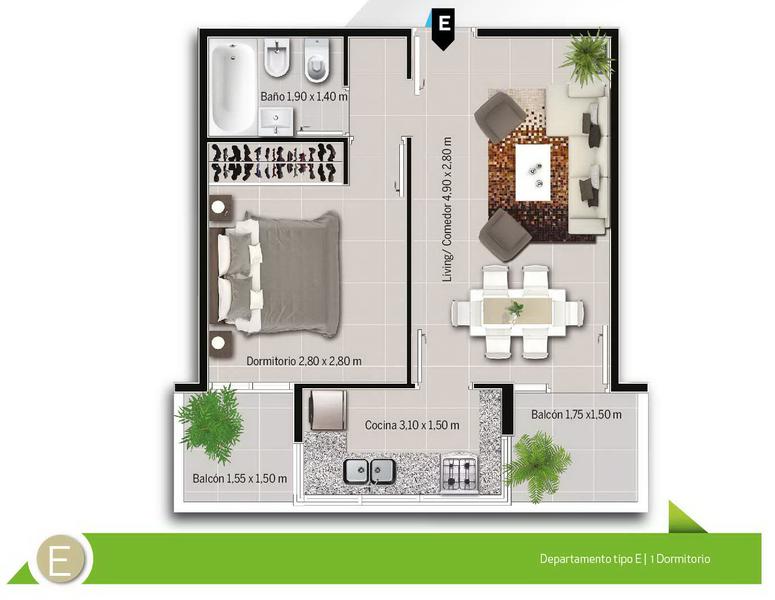 E
Baño 1,90 x 1,40 m
Living/ Comedor 4.90 x 2,80 m
Dormitorio 2,80 x 2,80 m
Cocina 3,10 x 1,50 m
Balcón 1,75 x1,50 m
Balcón 1,55 x 1,50 m
E
Departamento tipo E | 1 Dormitorio